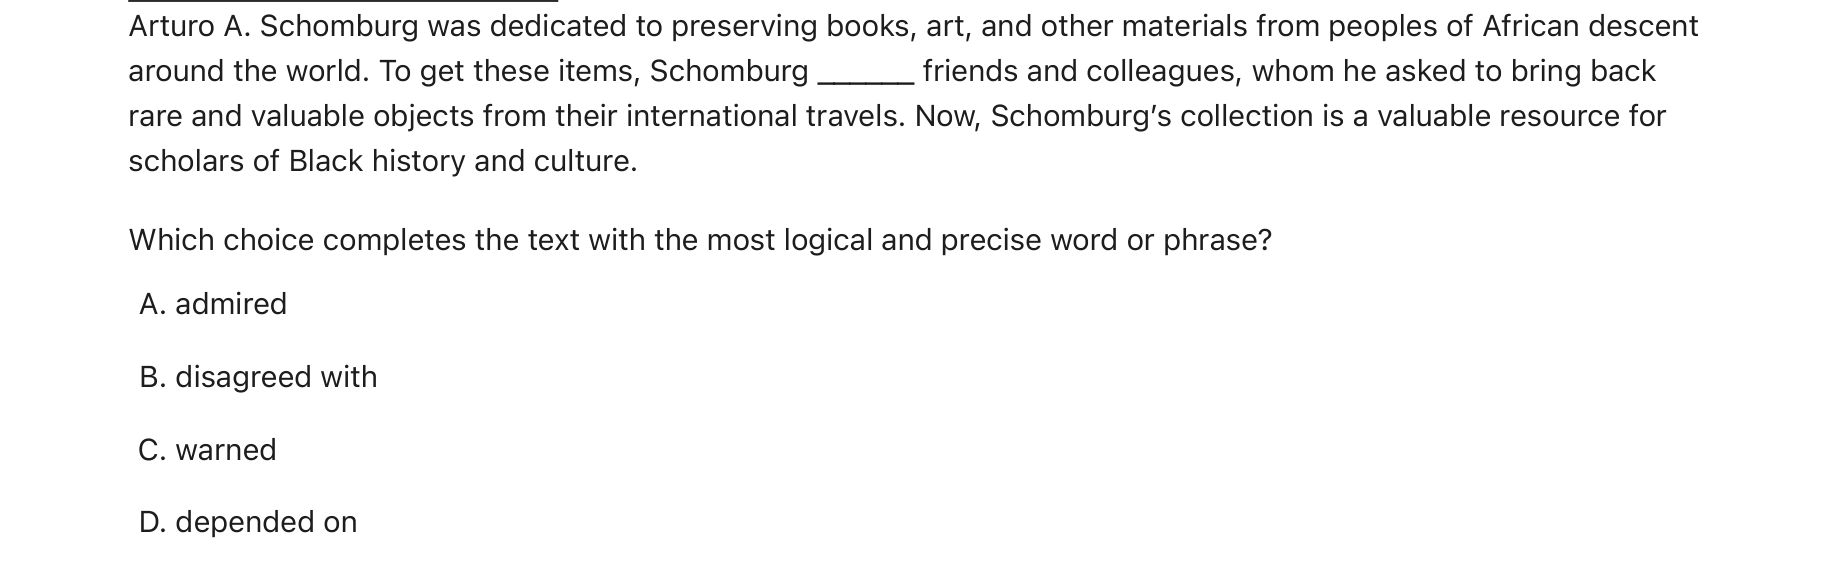 Arturo A. Schomburg was dedicated to preserving books, art, and other materials from peoples of African descent
around the world. To get these items, Schomburg ______ friends and colleagues, whom he asked to bring back
rare and valuable objects from their international travels. Now, Schomburg’s collection is a valuable resource for
scholars of Black history and culture.
Which choice completes the text with the most logical and precise word or phrase?
A. admired
B. disagreed with
C. warned
D. depended on